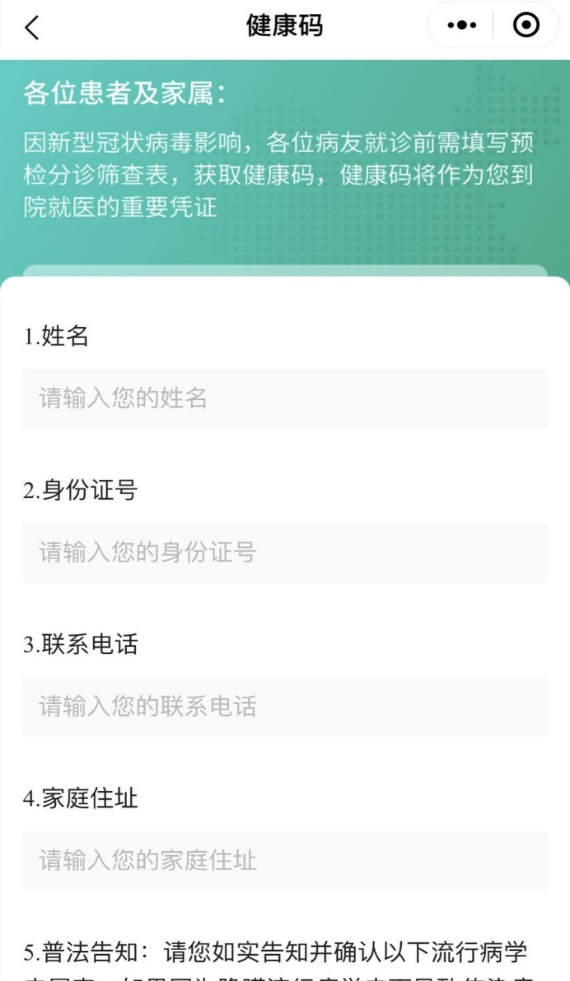 健康码
各位患者及家属：
因新型冠状病毒影响，各位病友就诊前需填写预
检分诊筛查表，获取健康码，健康码将作为您到
院就医的重要凭证
1.姓名
请输入您的姓名
2.身份证号
请输入您的身份证号
3.联系电话
请输入您的联系电话
4.家庭住址
请输入您的家庭住址
5.普法告知：请您如实告知并确认以下流行病学